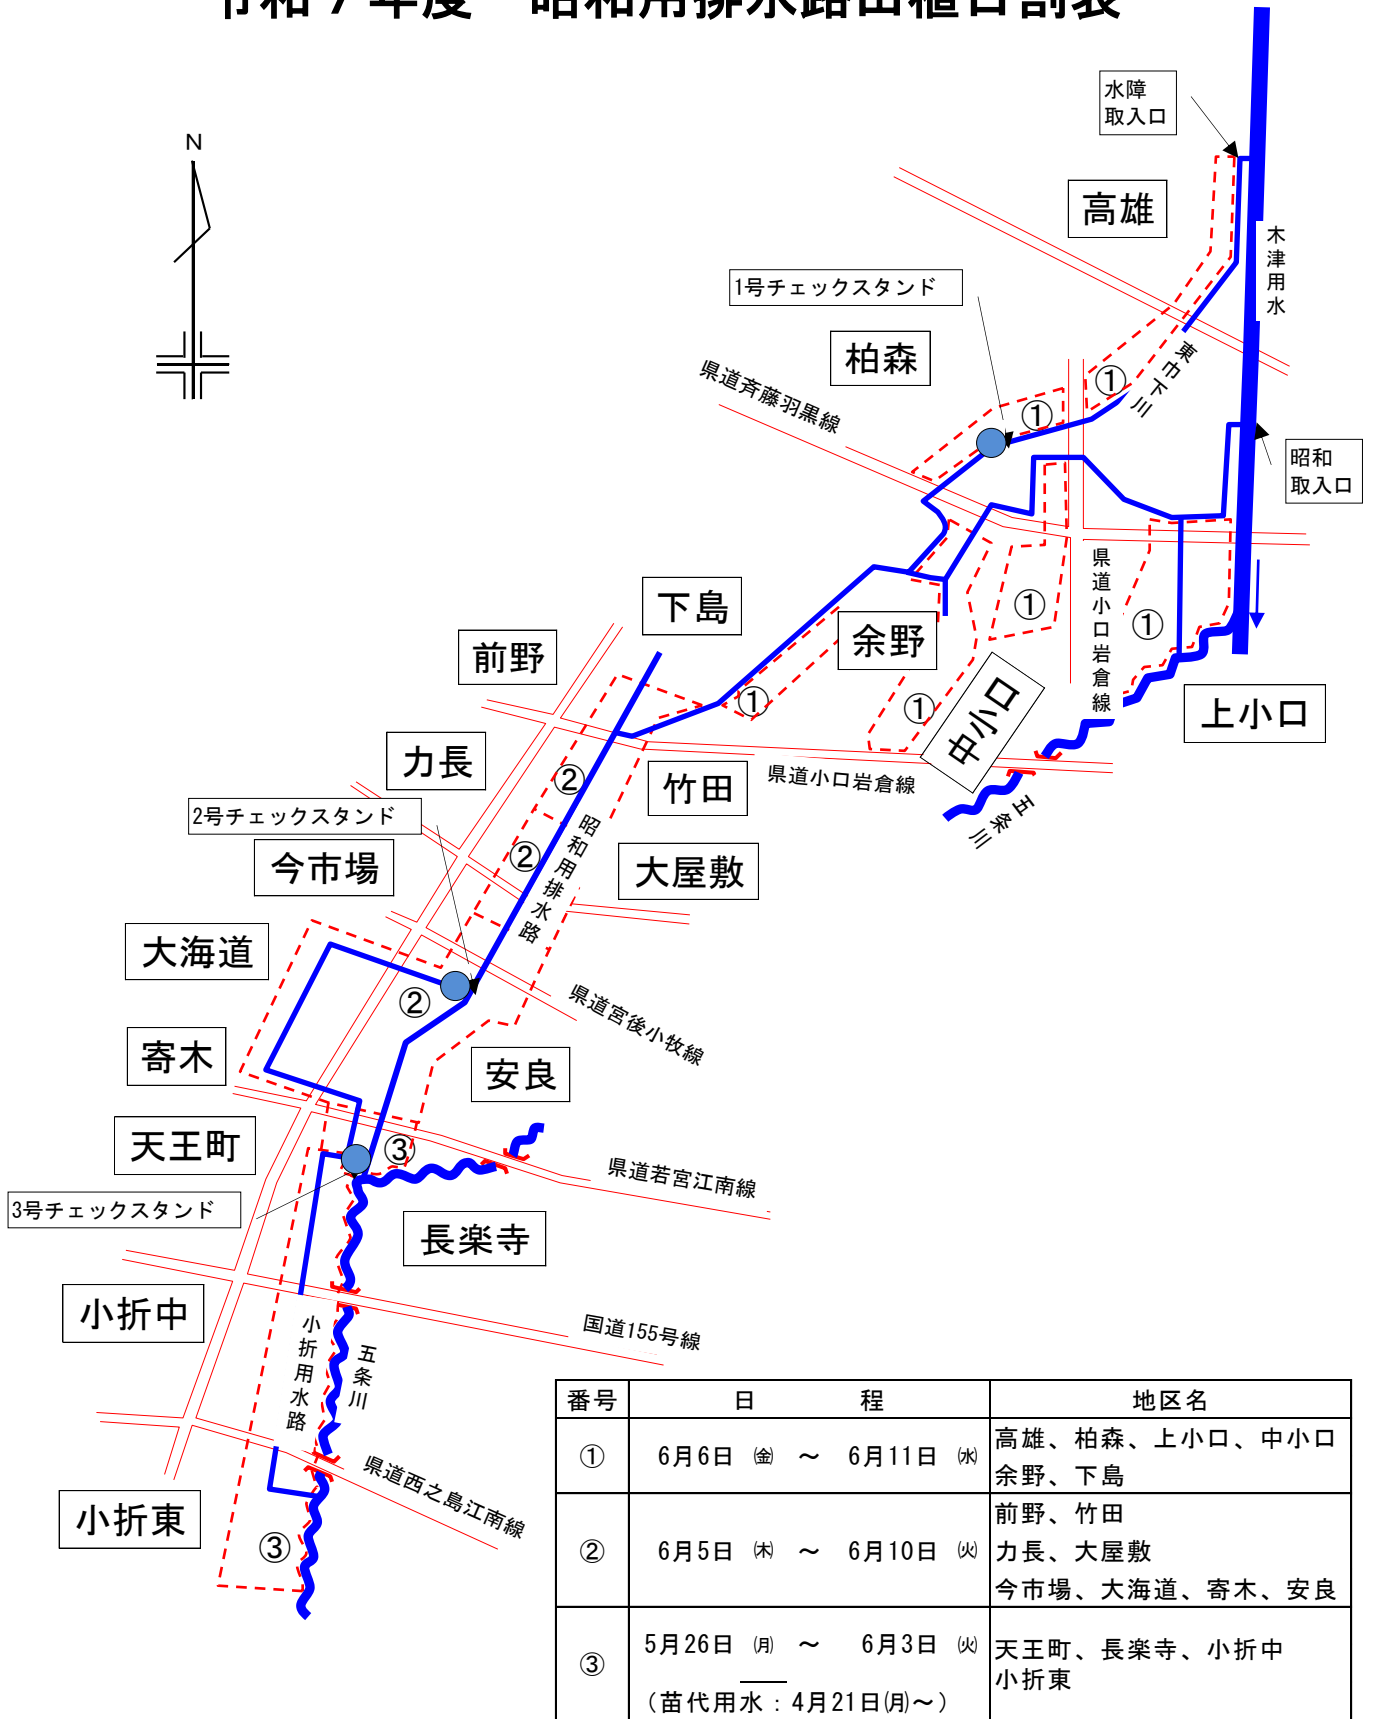 令和７年度　昭和用排水路田植日割表
水障
取入口
N
高雄
木津用水
1号チェックスタンド
柏森
東巾下川
県道斉藤羽黒線
①
①
昭和
取入口
県道小口岩倉線
下島
①
①
余野
前野
中小口
①
①
上小口
力長
②
竹田
県道小口岩倉線
五条川
2号チェックスタンド
昭和用排水路
今市場
②
大屋敷
大海道
②
県道宮後小牧線
寄木
安良
天王町
③
県道若宮江南線
3号チェックスタンド
長楽寺
小折中
国道155号線
小折用水路
五条川
県道西之島江南線
小折東
③
番号 日　程 地区名
① 6月6日 ㈮ ～ 6月11日 ㈬ 高雄、柏森、上小口、中小口
余野、下島
② 6月5日 ㈭ ～ 6月10日 ㈫ 前野、竹田
力長、大屋敷
今市場、大海道、寄木、安良
③ 5月26日 ㈪ ～ 6月3日 ㈫ 天王町、長楽寺、小折中
小折東
（苗代用水：4月21日㈪～）